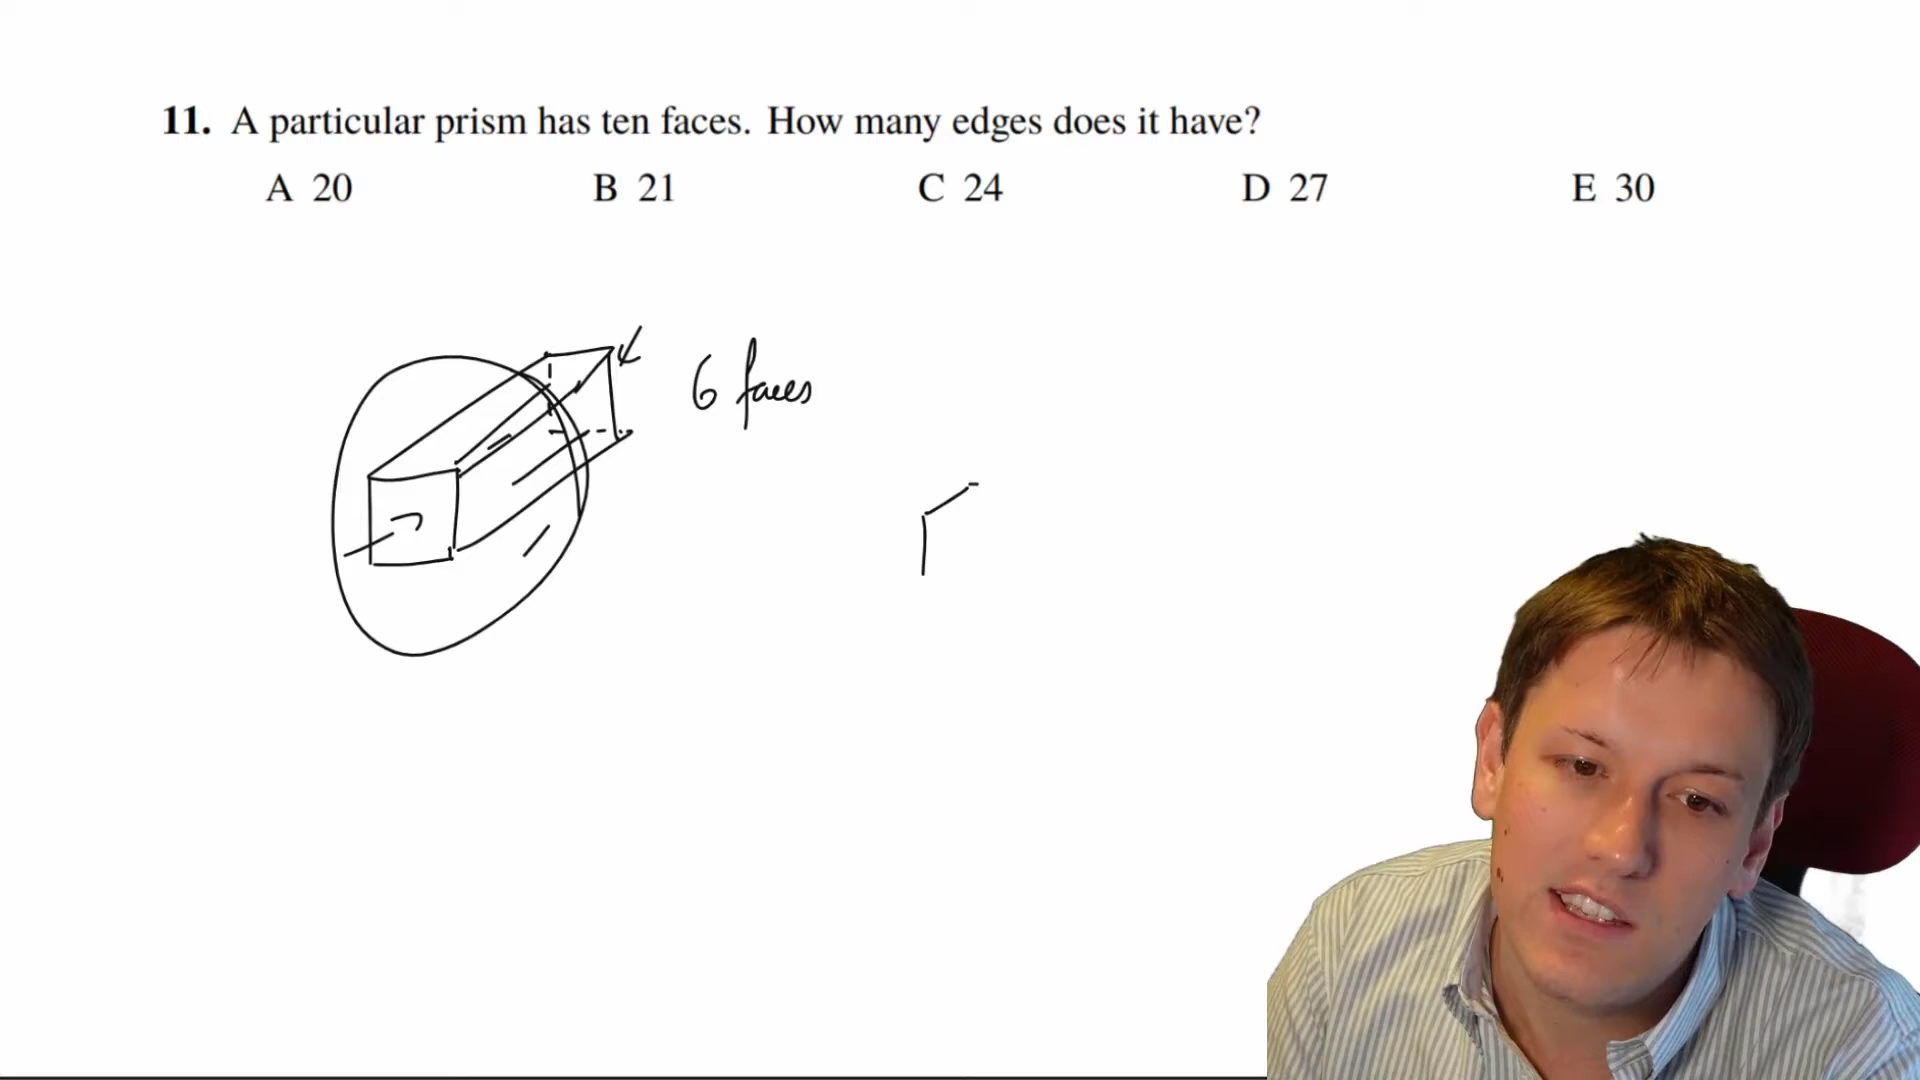 11. A particular prism has ten faces. How many edges does it have?
A 20 B 21 C 24 D 27 E 30
6 faces